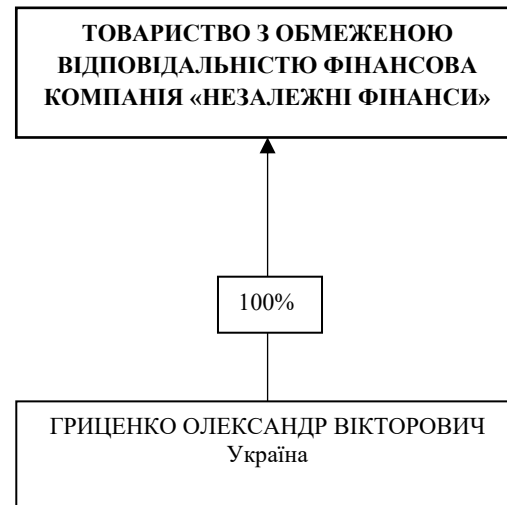 ТОВАРИСТВО З ОБМЕЖЕНОЮ
ВІДПОВІДАЛЬНІСТЮ ФІНАНСОВА
КОМПАНІЯ «НЕЗАЛЕЖНІ ФІНАНСИ»
100%
ГРИЦЕНКО ОЛЕКСАНДР ВІКТОРОВИЧ
Україна